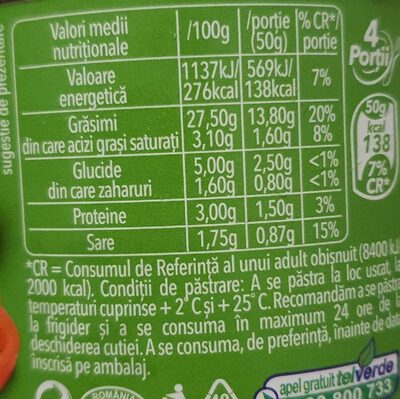 sugestie de prezentare
Valori medii nutriționale /100g /porție (50g) % CR*/ porție
Valoare energetică 1137kJ/ 276kcal 569kJ/ 138kcal 7%
Grăsimi 27,50g 13,80g 20%
din care acizi grași saturați 3,10g 1,60g 8%
Glucide 5,00g 2,50g <1%
din care zaharuri 1,60g 0,80g <1%
Proteine 3,00g 1,50g 3%
Sare 1,75g 0,87g 15%
4 Porții
50g
kcal
138
7%
CR*
*CR = Consumul de Referință al unui adult obisnuit (8400 kJ/
2000 kcal). Condiții de păstrare: A se păstra la loc uscat, la
temperaturi cuprinse + 2°C și + 25° C. Recomandăm a se păstra
la frigider și a se consuma în maximum 24 ore de la
deschiderea cutiei. A se consuma, de preferință, înainte de data
înscrisă pe ambalaj.
ROMÂNIA
apel gratuit telverde
800 733